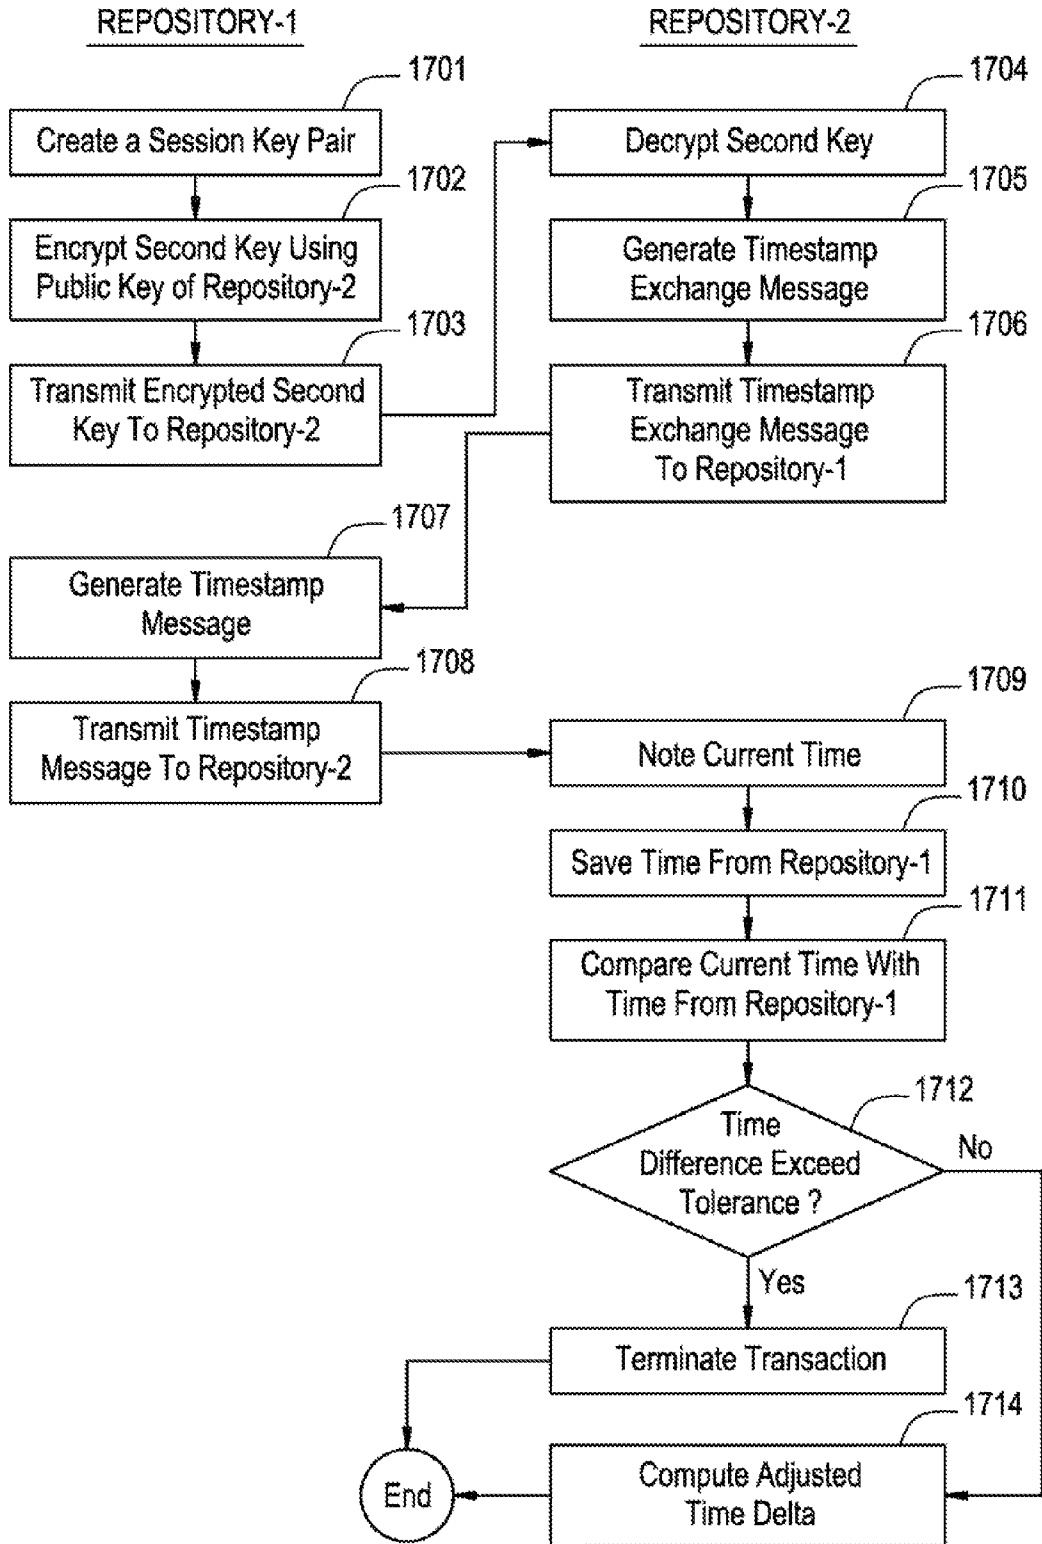 REPOSITORY-1
REPOSITORY-2
1701
Create a Session Key Pair
1702
Encrypt Second Key Using
Public Key of Repository-2
1703
Transmit Encrypted Second
Key To Repository-2
1704
Decrypt Second Key
1705
Generate Timestamp
Exchange Message
1706
Transmit Timestamp
Exchange Message
To Repository-1
1707
Generate Timestamp
Message
1708
Transmit Timestamp
Message To Repository-2
1709
Note Current Time
1710
Save Time From Repository-1
1711
Compare Current Time With
Time From Repository-1
1712
Time
Difference Exceed
Tolerance ?
No
Yes
1713
Terminate Transaction
1714
Compute Adjusted
Time Delta
End